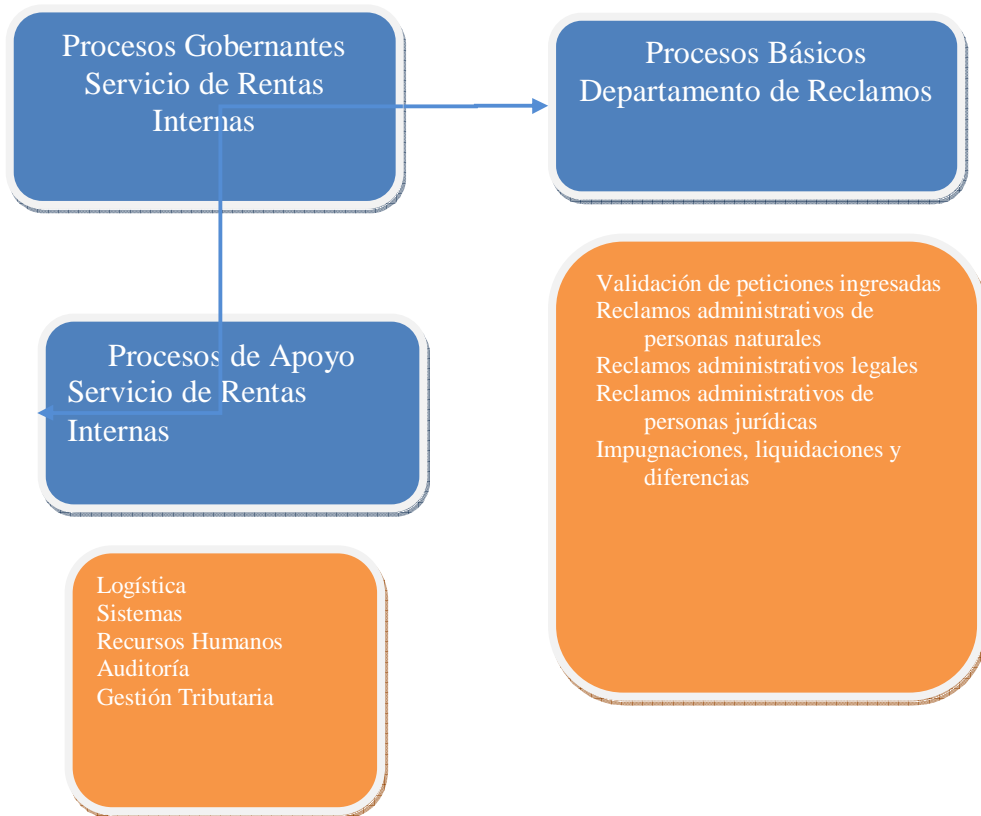 Procesos Gobernantes
Servicio de Rentas
Internas
Procesos Básicos
Departamento de Reclamos
Validación de peticiones ingresadas
Reclamos administrativos de
personas naturales
Reclamos administrativos legales
Reclamos administrativos de
personas jurídicas
Impugnaciones, liquidaciones y
diferencias
Procesos de Apoyo
Servicio de Rentas
Internas
Logística
Sistemas
Recursos Humanos
Auditoría
Gestión Tributaria